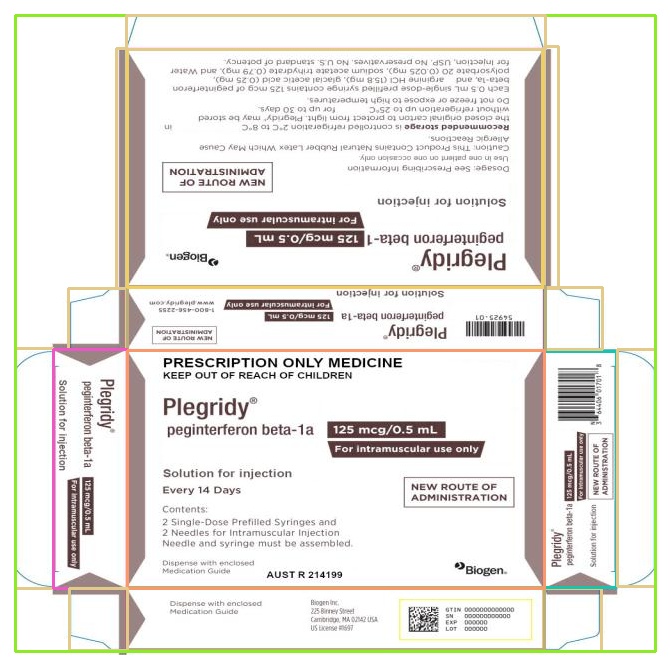 for injection, USP. No preservatives. No U.S. standard of potency.
polysorbate 20 (0.025 mg), sodium acetate trihydrate (0.79 mg), and Water
beta-1a, and arginine HCl (15.8 mg), glacial acetic acid (0.25 mg),
Each 0.5 mL single-dose prefilled syringe contains 125 mcg of peginterferon
Do not freeze or expose to high temperatures.
without refrigeration up to 25°C for up to 30 days.
the closed original carton to protect from light. Plegridy® may be stored
Recommended storage is controlled refrigeration 2°C to 8°C in
Allergic Reactions.
Caution: This Product Contains Natural Rubber Latex Which May Cause
Use in one patient on one occasion only.
Dosage: See Prescribing Information
NEW ROUTE OF
ADMINISTRATION
Solution for injection
For intramuscular use only
peginterferon beta-1 125 mcg/0.5 mL
Plegridy®
Biogen.
Solution for injection
For intramuscular use only
peginterferon beta-1a 125 mcg/0.5 mL
Plegridy®
www.plegridy.com
1-800-456-2255
NEW ROUTE OF
ADMINISTRATION
54925-01
PRESCRIPTION ONLY MEDICINE
KEEP OUT OF REACH OF CHILDREN
Plegridy®
peginterferon beta-1a 125 mcg/0.5 mL
For intramuscular use only
Solution for injection
Every 14 Days
NEW ROUTE OF
ADMINISTRATION
Contents:
2 Single-Dose Prefilled Syringes and
2 Needles for Intramuscular Injection
Needle and syringe must be assembled.
Dispense with enclosed
Medication Guide
AUST R 214199
Biogen.
Plegridy®
peginterferon beta-1a 125 mcg/0.5 mL
For intramuscular use only
Solution for injection
N 3 64406 01701 8
Plegridy®
peginterferon beta-1a 125 mcg/0.5 mL
For intramuscular use only
Solution for injection
NEW ROUTE OF
ADMINISTRATION
Dispense with enclosed
Medication Guide
Biogen Inc.
225 Binney Street
Cambridge, MA 02142 USA
US License #1697
GTIN 00000000000000
SN 000000000000
EXP 000000
LOT 000000